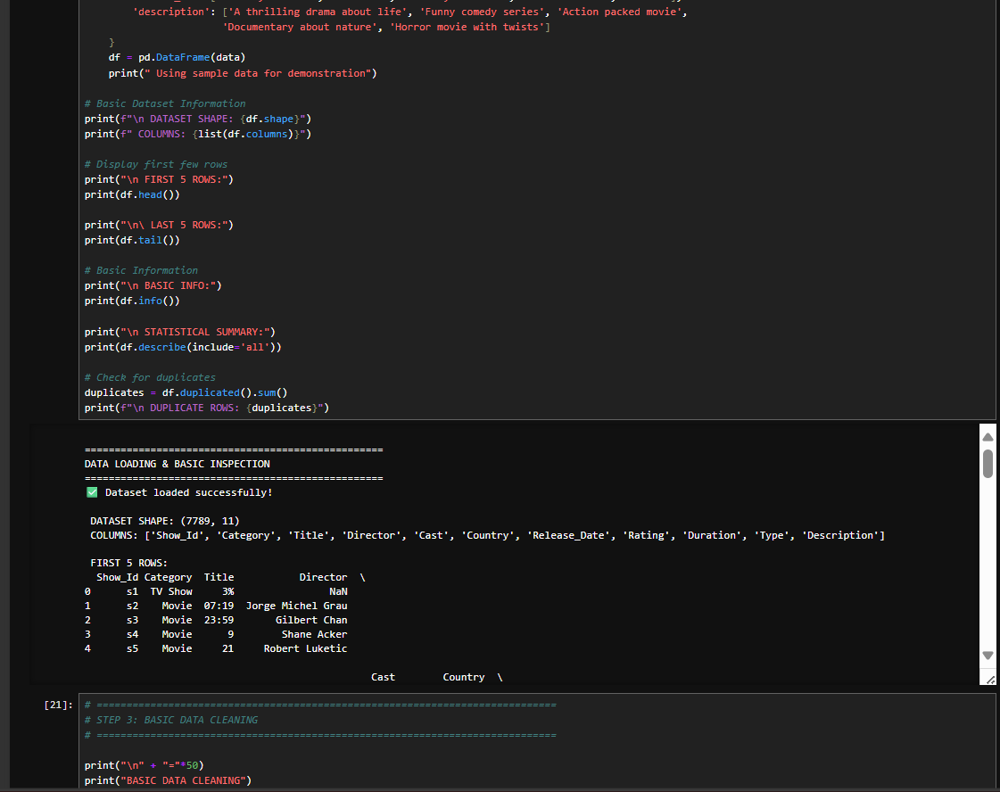 'description': ['A thrilling drama about life', 'Funny comedy series', 'Action packed movie',
'Documentary about nature', 'Horror movie with twists']
}
df = pd.DataFrame(data)
print(" Using sample data for demonstration")
# Basic Dataset Information
print(f"\n DATASET SHAPE: {df.shape}")
print(f" COLUMNS: {list(df.columns)}")
# Display first few rows
print("\n FIRST 5 ROWS:")
print(df.head())
print("\n\ LAST 5 ROWS:")
print(df.tail())
# Basic Information
print("\n BASIC INFO:")
print(df.info())
print("\n STATISTICAL SUMMARY:")
print(df.describe(include='all'))
# Check for duplicates
duplicates = df.duplicated().sum()
print(f"\n DUPLICATE ROWS: {duplicates}")
==================================================
DATA LOADING & BASIC INSPECTION
==================================================
✅ Dataset loaded successfully!
DATASET SHAPE: (7789, 11)
COLUMNS: ['Show_Id', 'Category', 'Title', 'Director', 'Cast', 'Country', 'Release_Date', 'Rating', 'Duration', 'Type', 'Description']
FIRST 5 ROWS:
Show_Id Category Title Director \
0 s1 TV Show 3% NaN
1 s2 Movie 07:19 Jorge Michel Grau
2 s3 Movie 23:59 Gilbert Chan
3 s4 Movie 9 Shane Acker
4 s5 Movie 21 Robert Luketic
Cast Country \
[21]: # =============================================================================
# STEP 3: BASIC DATA CLEANING
# =============================================================================
print("\n" + "="*50)
print("BASIC DATA CLEANING")